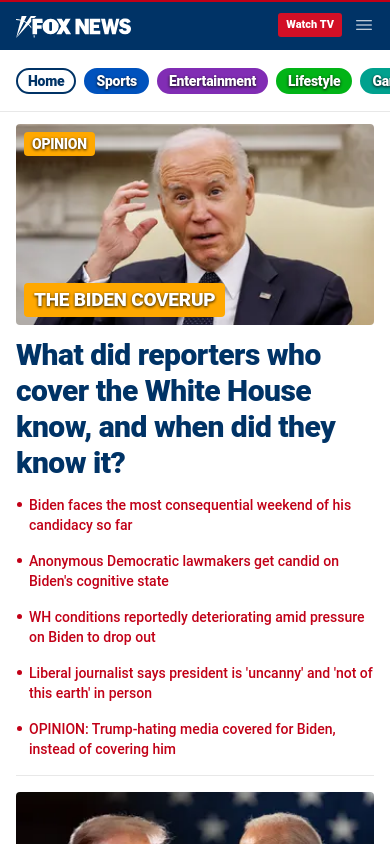 FOX NEWS
Watch TV
Home
Sports
Entertainment
Lifestyle
OPINION
THE BIDEN COVERUP
What did reporters who
cover the White House
know, and when did they
know it?
• Biden faces the most consequential weekend of his
candidacy so far
• Anonymous Democratic lawmakers get candid on
Biden's cognitive state
• WH conditions reportedly deteriorating amid pressure
on Biden to drop out
• Liberal journalist says president is 'uncanny' and 'not of
this earth' in person
• OPINION: Trump-hating media covered for Biden,
instead of covering him